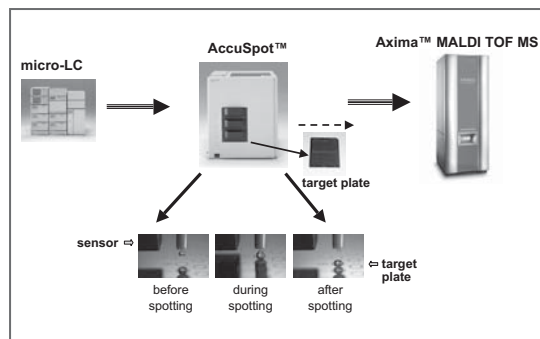 micro-LC
AccuSpot™
Axima™ MALDI TOF MS
target plate
sensor ⇨
⇦ target
plate
before
spotting
during
spotting
after
spotting